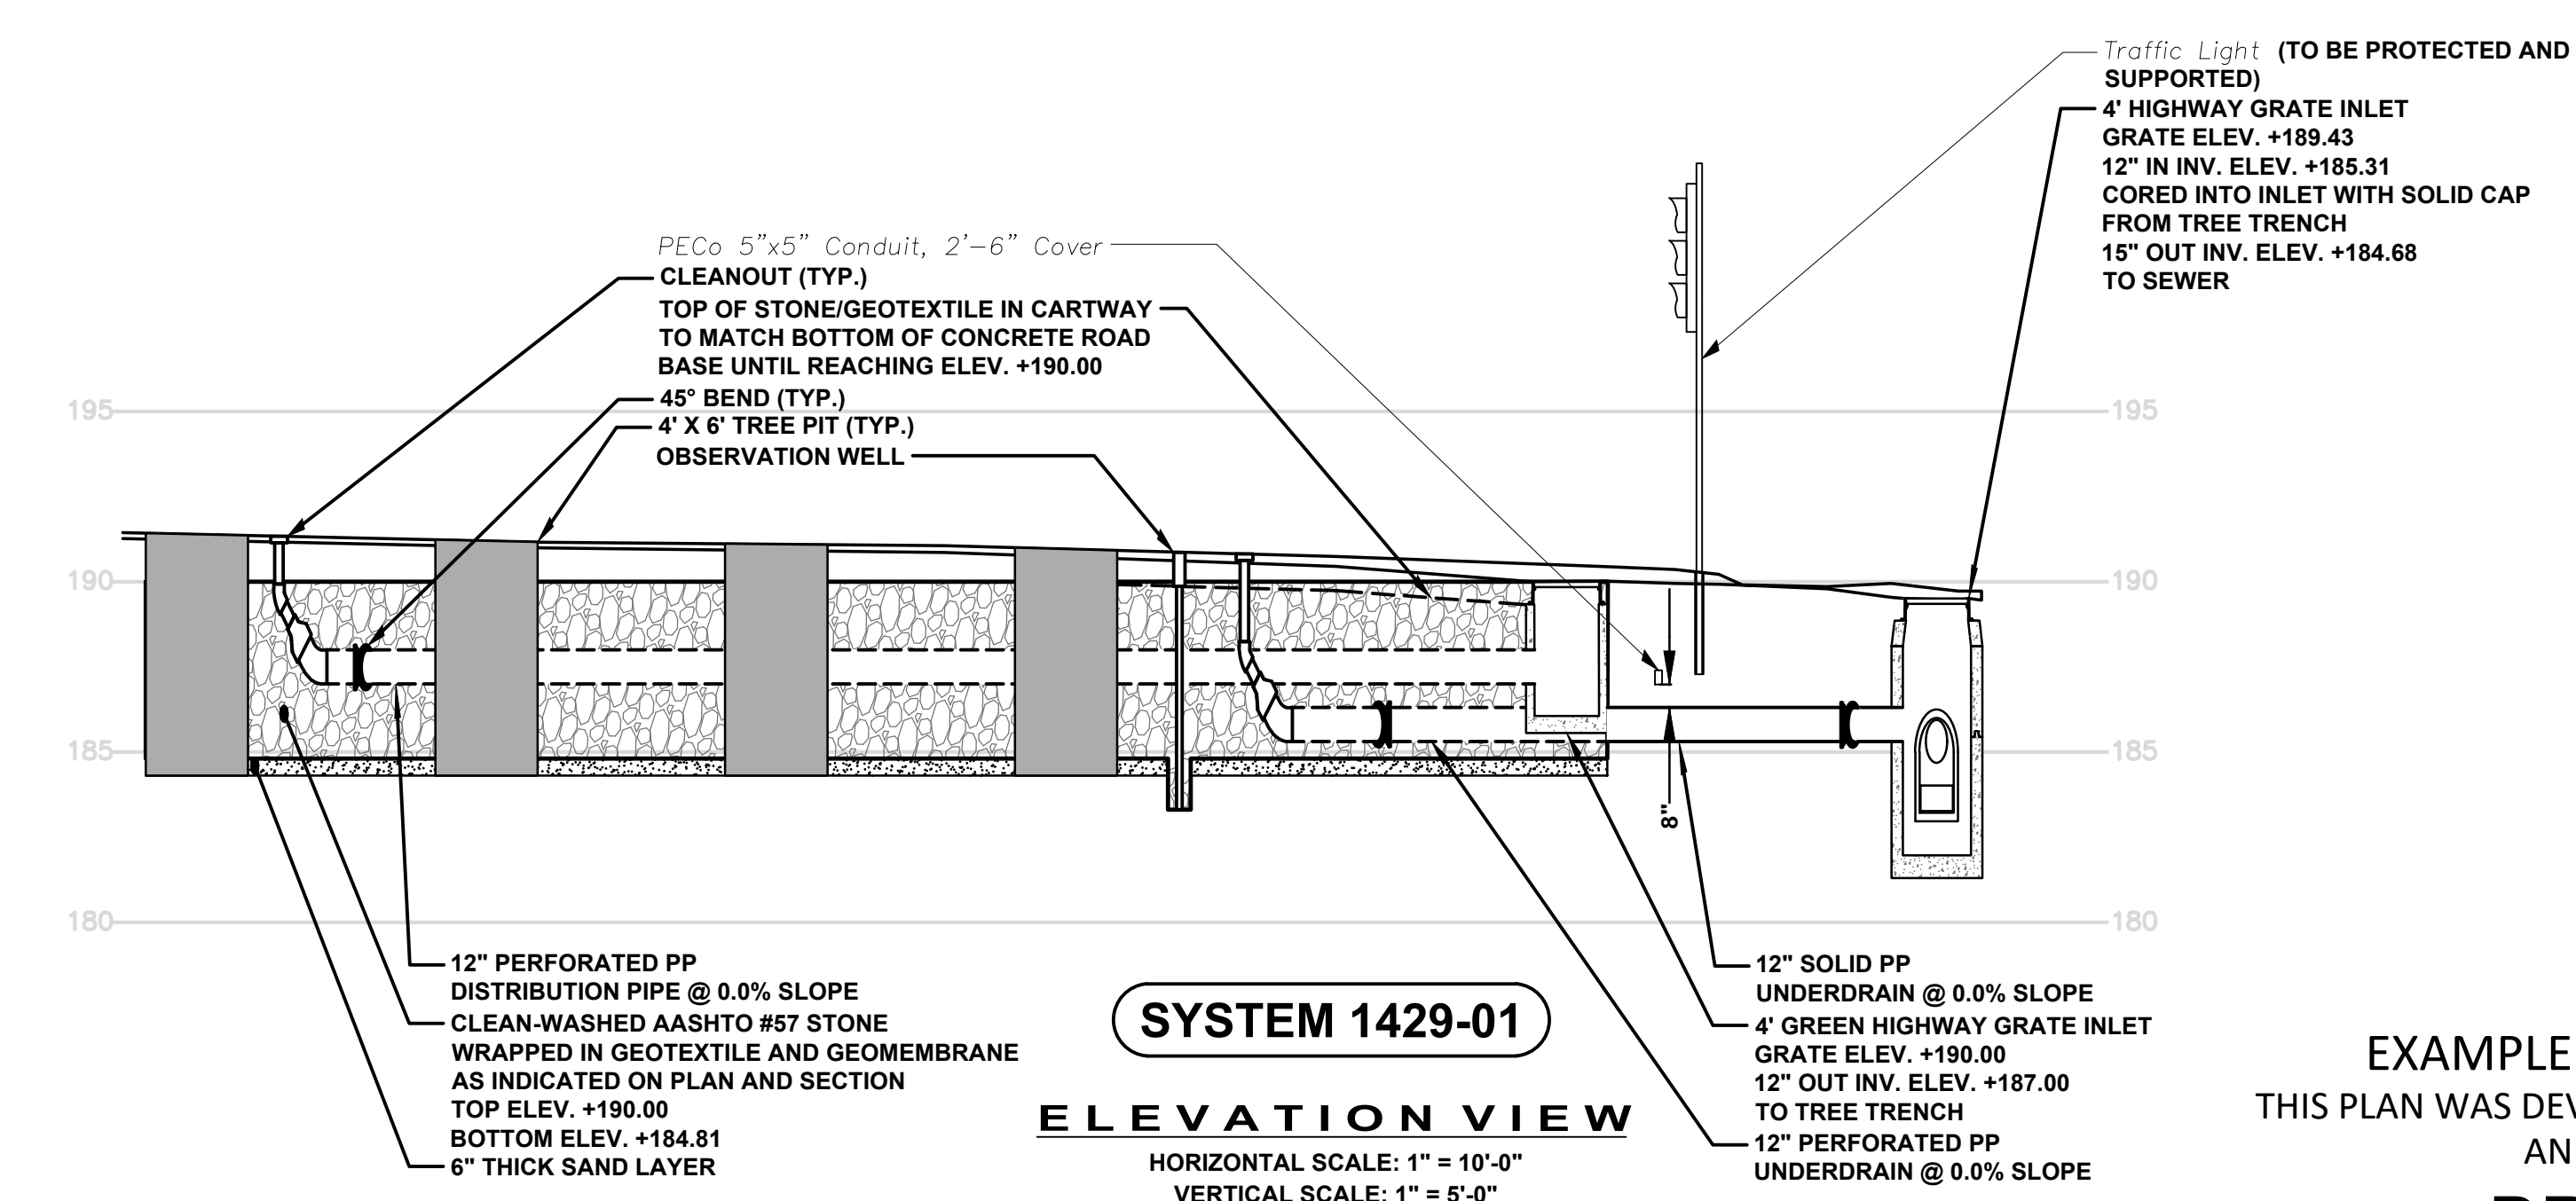 Traffic Light (TO BE PROTECTED AND
SUPPORTED)
4' HIGHWAY GRATE INLET
GRATE ELEV. +189.43
12" IN INV. ELEV. +185.31
CORED INTO INLET WITH SOLID CAP
FROM TREE TRENCH
15" OUT INV. ELEV. +184.68
TO SEWER
PECo 5"x5" Conduit, 2'-6" Cover
CLEANOUT (TYP.)
TOP OF STONE/GEOTEXTILE IN CARTWAY
TO MATCH BOTTOM OF CONCRETE ROAD
BASE UNTIL REACHING ELEV. +190.00
45° BEND (TYP.)
4' X 6' TREE PIT (TYP.)
OBSERVATION WELL
195
195
190
190
185
185
180
180
8"
12" PERFORATED PP
DISTRIBUTION PIPE @ 0.0% SLOPE
CLEAN-WASHED AASHTO #57 STONE
WRAPPED IN GEOTEXTILE AND GEOMEMBRANE
AS INDICATED ON PLAN AND SECTION
TOP ELEV. +190.00
BOTTOM ELEV. +184.81
6" THICK SAND LAYER
SYSTEM 1429-01
ELEVATION VIEW
HORIZONTAL SCALE: 1" = 10'-0"
VERTICAL SCALE: 1" = 5'-0"
12" SOLID PP
UNDERDRAIN @ 0.0% SLOPE
4' GREEN HIGHWAY GRATE INLET
GRATE ELEV. +190.00
12" OUT INV. ELEV. +187.00
TO TREE TRENCH
12" PERFORATED PP
UNDERDRAIN @ 0.0% SLOPE
EXAMPLE
THIS PLAN WAS DEV
AN